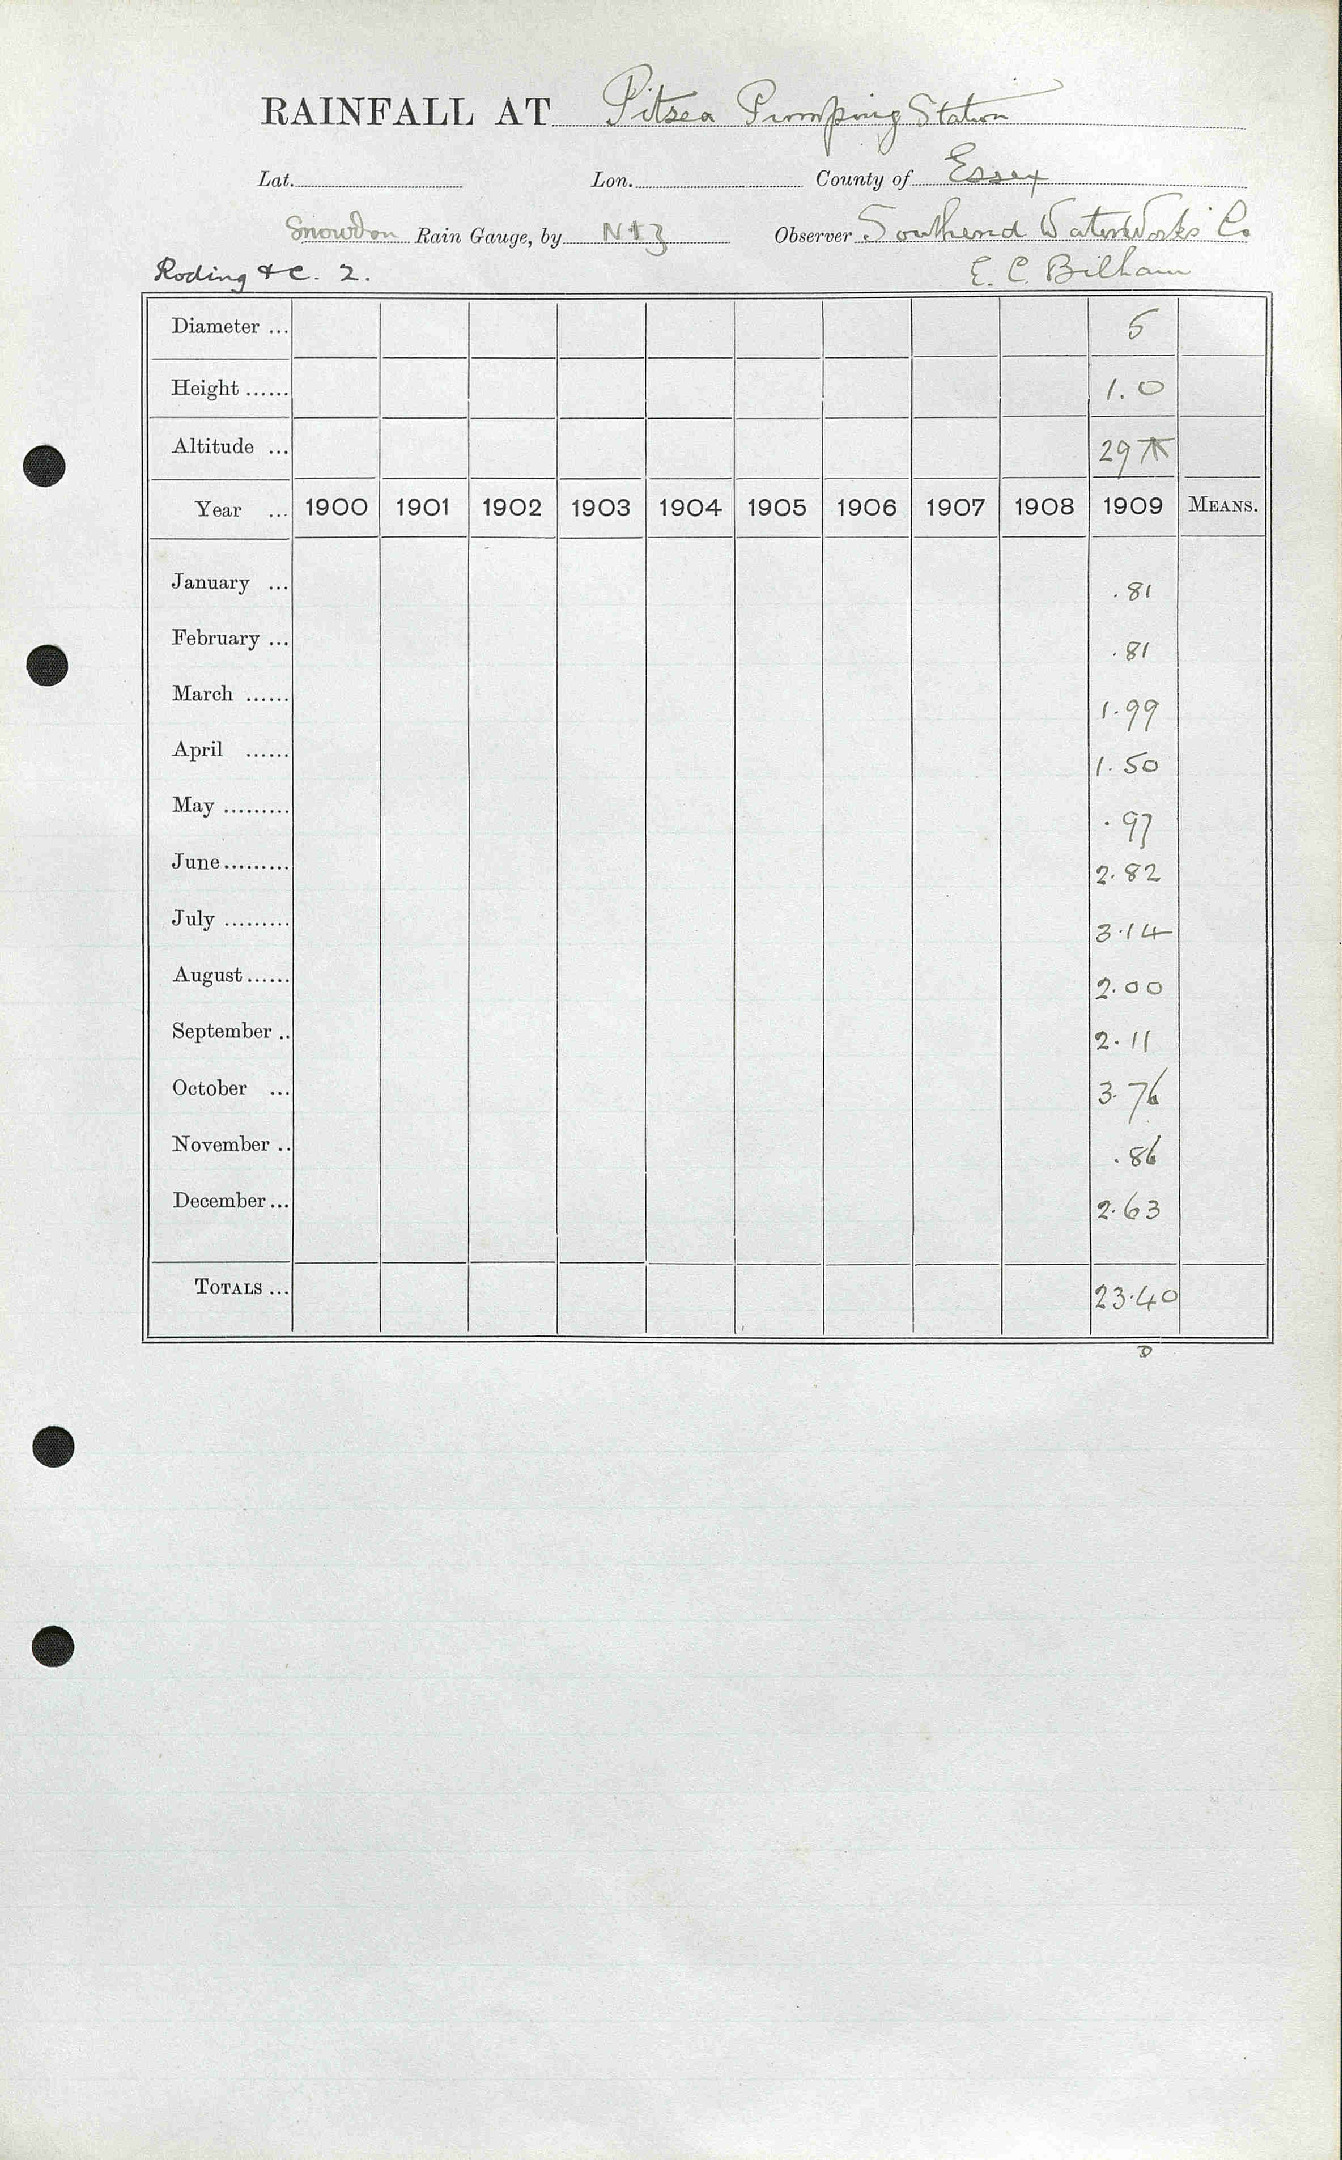 RAINFALL AT Pitsea Pumping Station
Lat. Lon. County of Essex
Snowdon Rain Gauge, by N & Z Observer Southend WaterWorks Co
Roding &c. 2. E. C. Bilham
Diameter ... 5
Height ...... 1.0
Altitude ... 29
Year ... 1900 1901 1902 1903 1904 1905 1906 1907 1908 1909 MEANS.
January ... .81
February ... .81
March ...... 1.99
April ...... 1.50
May ......... .97
June ......... 2.82
July ......... 3.14
August ...... 2.00
September .. 2.11
October ... 3.76
November .. .86
December ... 2.63
TOTALS ... 23.40